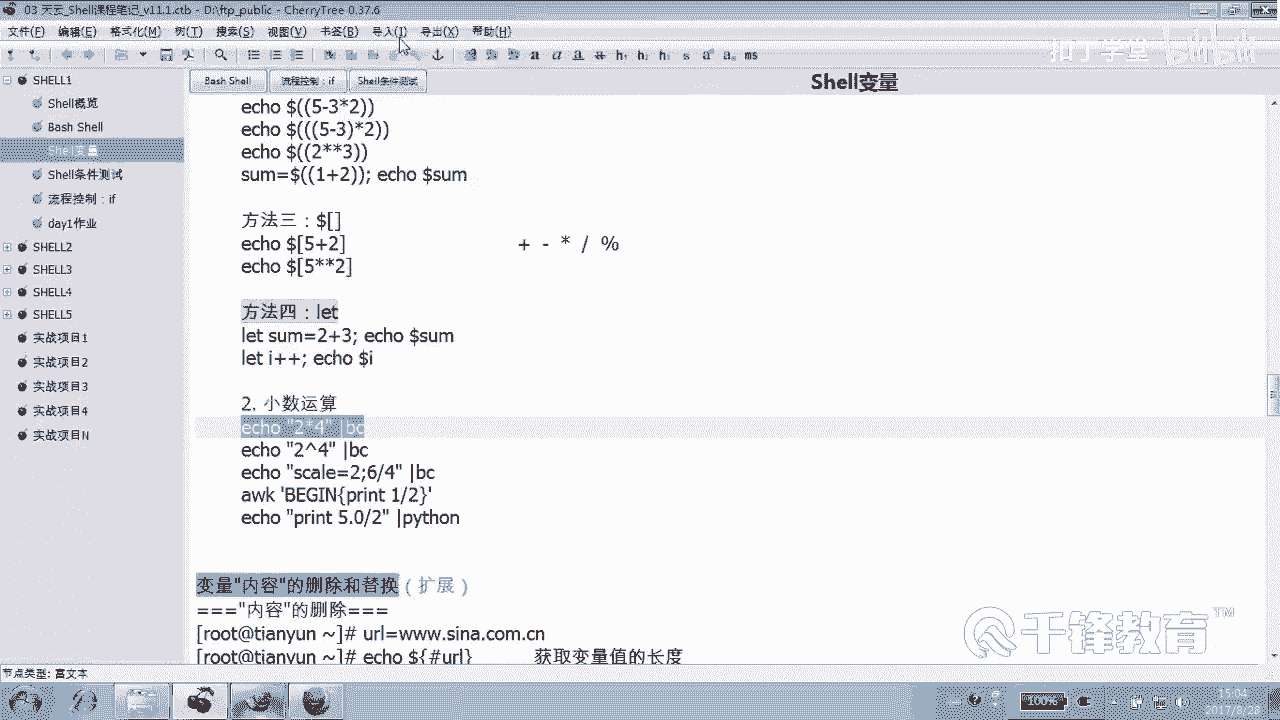 03 天云_Shell课程笔记_v11.1.ctb - D:\ftp_public - CherryTree 0.37.6
文件(F) 编辑(E) 格式化(M) 树(T) 搜索(S) 视图(V) 书签(B) 导入(I) 导出(X) 帮助(H)
扣丁学堂 bilibili
SHELL1
Shell概览
Bash Shell
Shell变量
Shell条件测试
流程控制：if
day1作业
SHELL2
SHELL3
SHELL4
SHELL5
实战项目1
实战项目2
实战项目3
实战项目4
实战项目N
Bash Shell 流程控制：if Shell条件测试
Shell变量
echo $((5-3*2))
echo $(((5-3)*2))
echo $((2**3))
sum=$((1+2)); echo $sum
方法三：$[]
echo $[5+2] + - * / %
echo $[5**2]
方法四：let
let sum=2+3; echo $sum
let i++; echo $i
2. 小数运算
echo "2*4" |bc
echo "2^4" |bc
echo "scale=2;6/4" |bc
awk 'BEGIN{print 1/2}'
echo "print 5.0/2" |python
变量"内容"的删除和替换（扩展）
==="内容"的删除===
[root@tianyun ~]# url=www.sina.com.cn
[root@tianyun ~]# echo ${#url} 获取变量值的长度
千锋教育 TM
节点类型: 富文本
100%
15:04
2017/8/28